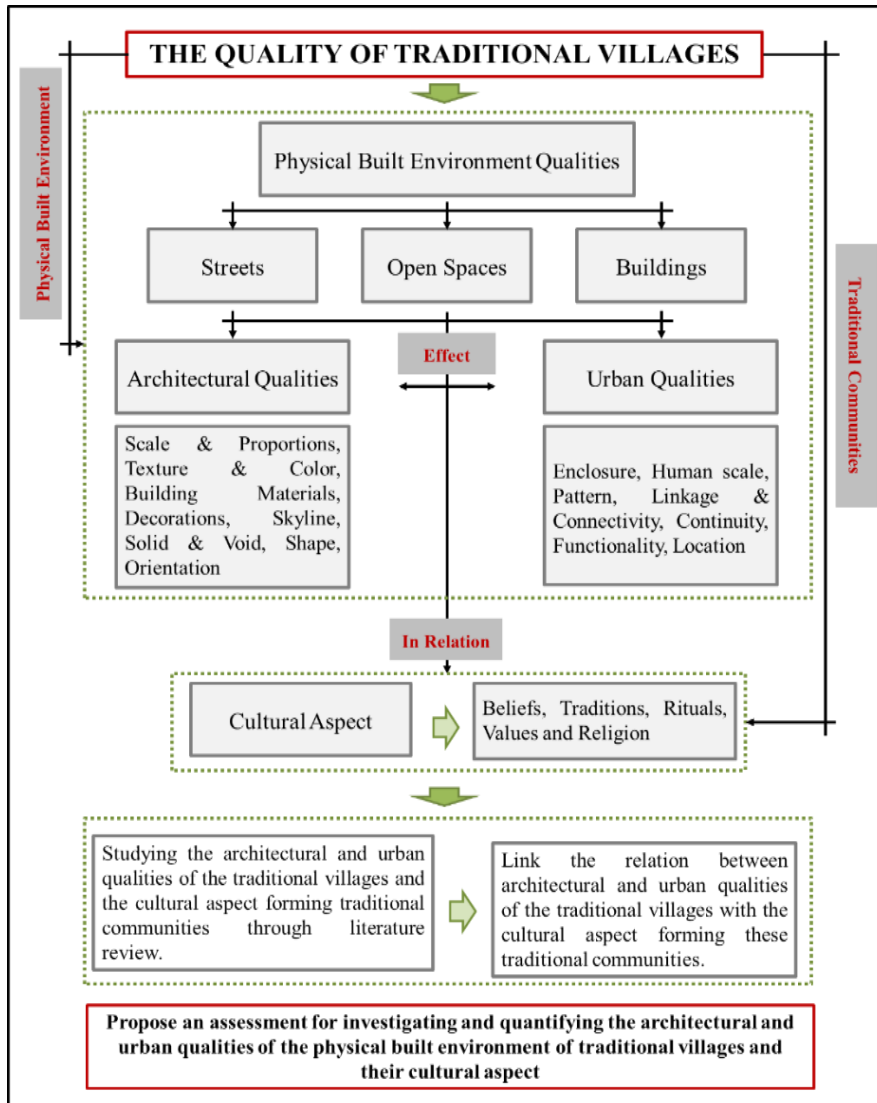 THE QUALITY OF TRADITIONAL VILLAGES
Physical Built Environment
Physical Built Environment Qualities
Streets
Open Spaces
Buildings
Traditional Communities
Effect
Architectural Qualities
Urban Qualities
Scale & Proportions,
Texture & Color,
Building Materials,
Decorations, Skyline,
Solid & Void, Shape,
Orientation
Enclosure, Human scale,
Pattern, Linkage &
Connectivity, Continuity,
Functionality, Location
In Relation
Cultural Aspect
Beliefs, Traditions, Rituals,
Values and Religion
Studying the architectural and urban
qualities of the traditional villages and
the cultural aspect forming traditional
communities through literature
review.
Link the relation between
architectural and urban qualities
of the traditional villages with the
cultural aspect forming these
traditional communities.
Propose an assessment for investigating and quantifying the architectural and
urban qualities of the physical built environment of traditional villages and
their cultural aspect